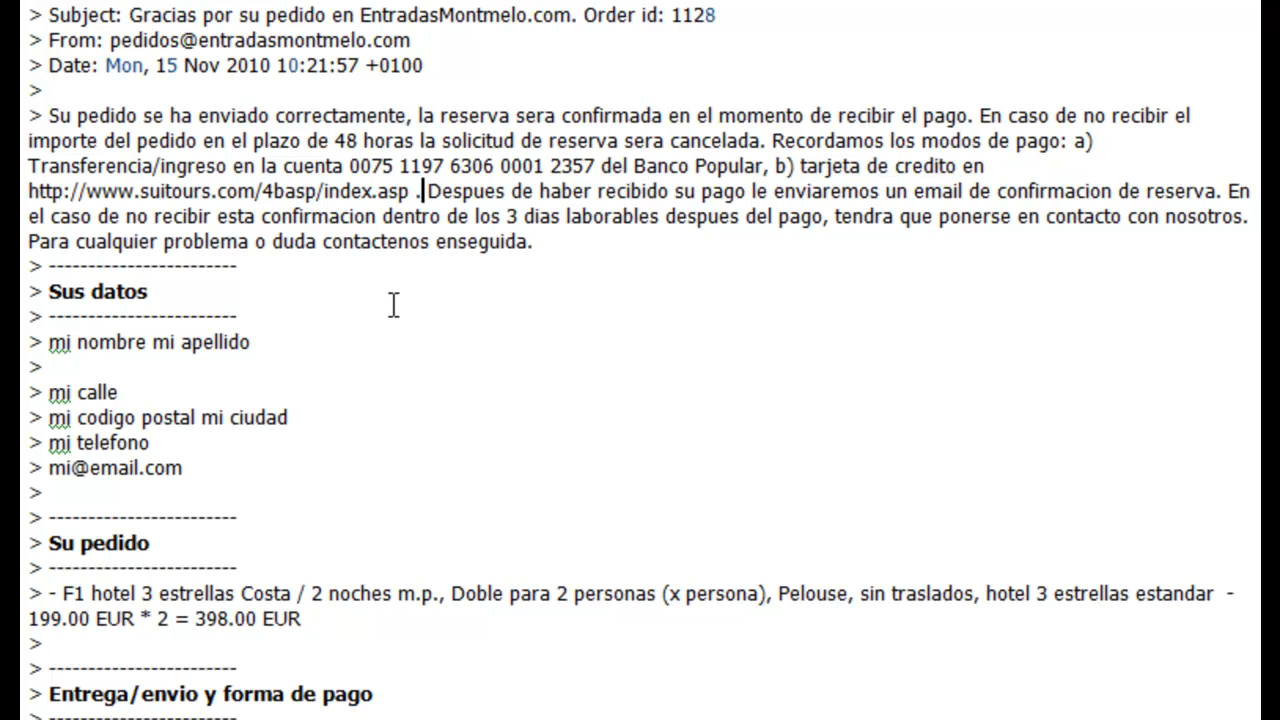 > Subject: Gracias por su pedido en EntradasMontmelo.com. Order id: 1128
> From: pedidos@entradasmontmelo.com
> Date: Mon, 15 Nov 2010 10:21:57 +0100
>
> Su pedido se ha enviado correctamente, la reserva sera confirmada en el momento de recibir el pago. En caso de no recibir el
importe del pedido en el plazo de 48 horas la solicitud de reserva sera cancelada. Recordamos los modos de pago: a)
Transferencia/ingreso en la cuenta 0075 1197 6306 0001 2357 del Banco Popular, b) tarjeta de credito en
http://www.suitours.com/4basp/index.asp . Despues de haber recibido su pago le enviaremos un email de confirmacion de reserva. En
el caso de no recibir esta confirmacion dentro de los 3 dias laborables despues del pago, tendra que ponerse en contacto con nosotros.
Para cualquier problema o duda contactenos enseguida.
> ------------------------
> Sus datos
> ------------------------
> mi nombre mi apellido
>
> mi calle
> mi codigo postal mi ciudad
> mi telefono
> mi@email.com
>
> ------------------------
> Su pedido
> ------------------------
> - F1 hotel 3 estrellas Costa / 2 noches m.p., Doble para 2 personas (x persona), Pelouse, sin traslados, hotel 3 estrellas estandar -
199.00 EUR * 2 = 398.00 EUR
>
> ------------------------
> Entrega/envio y forma de pago
> ------------------------